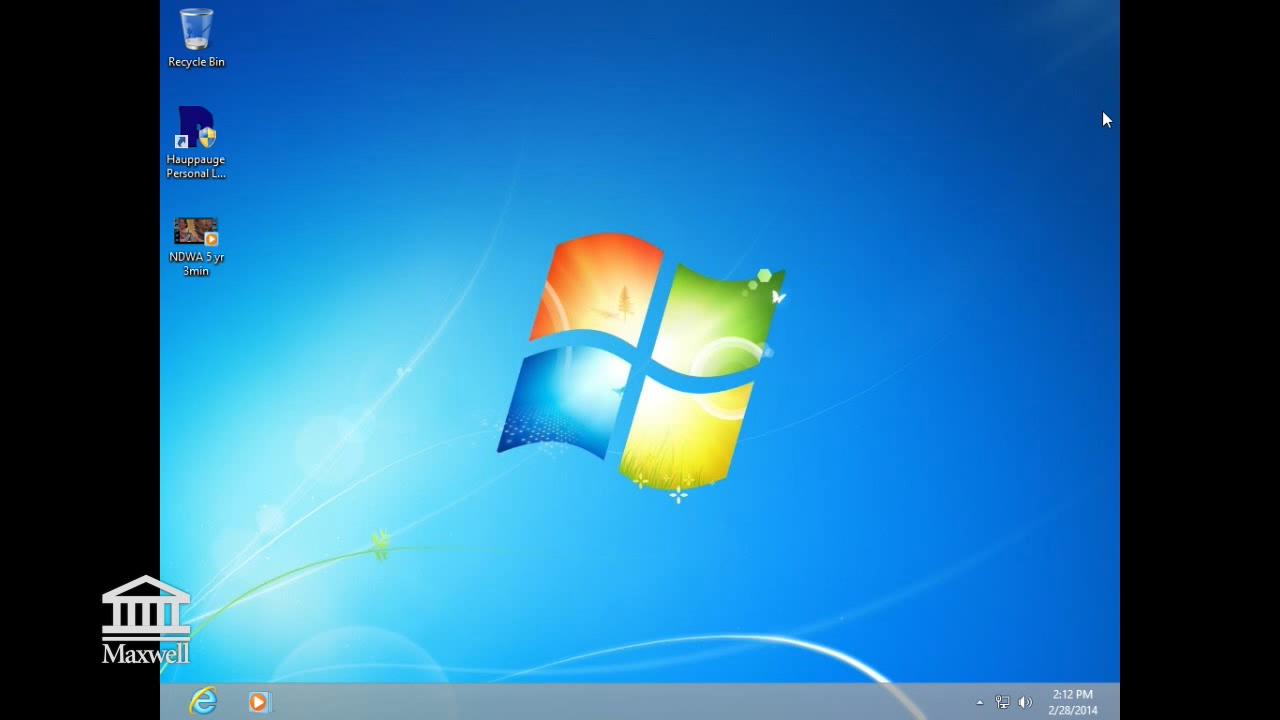 Recycle Bin
Hauppauge
Personal L...
NDWA 5 yr
3min
Maxwell
2:12 PM
2/28/2014